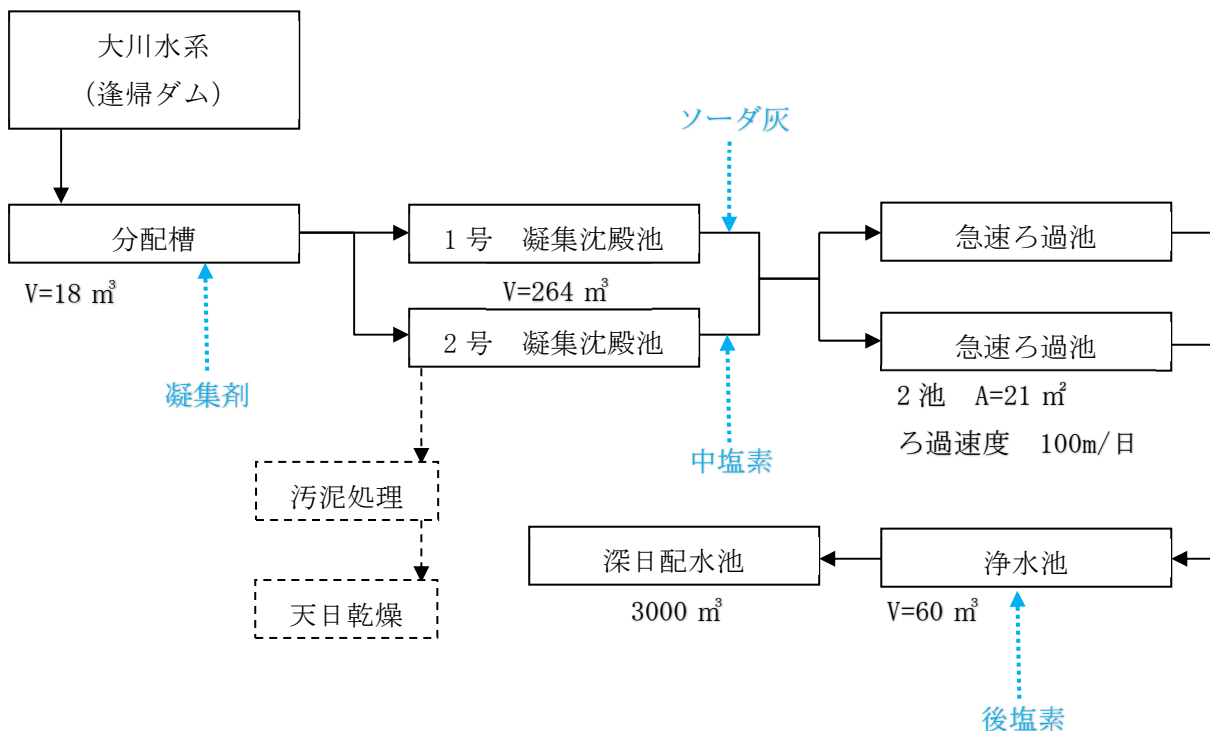 大川水系
(逢帰ダム)
ソーダ灰
分配槽
1号　凝集沈殿池
急速ろ過池
V=18 ㎥
V=264 ㎥
2号　凝集沈殿池
急速ろ過池
凝集剤
2池　A=21 ㎡
ろ過速度　100m/日
中塩素
汚泥処理
深日配水池
浄水池
天日乾燥
3000 ㎥
V=60 ㎥
後塩素